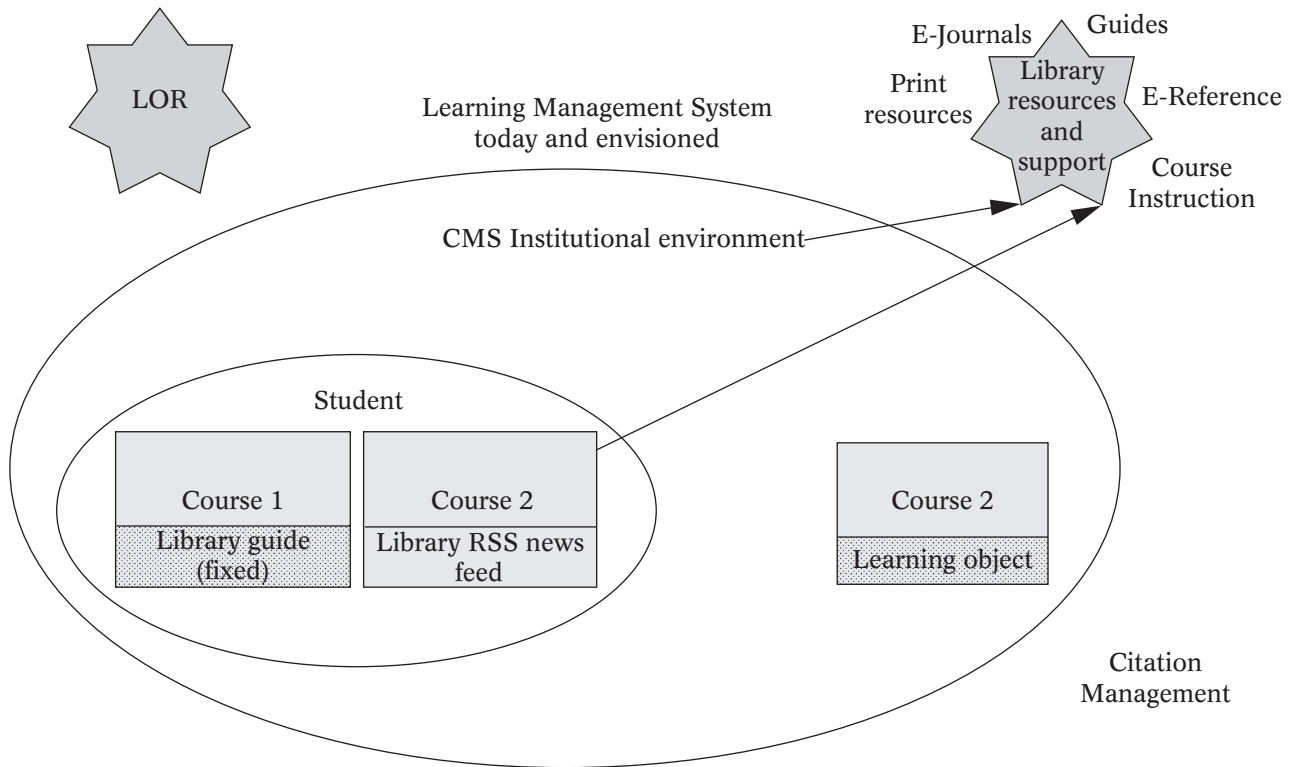 LOR
Learning Management System
today and envisioned
E-Journals
Guides
Print
resources
Library
resources
and
support
E-Reference
Course
Instruction
CMS Institutional environment
Student
Course 1
Library guide
(fixed)
Course 2
Library RSS news
feed
Course 2
Learning object
Citation
Management